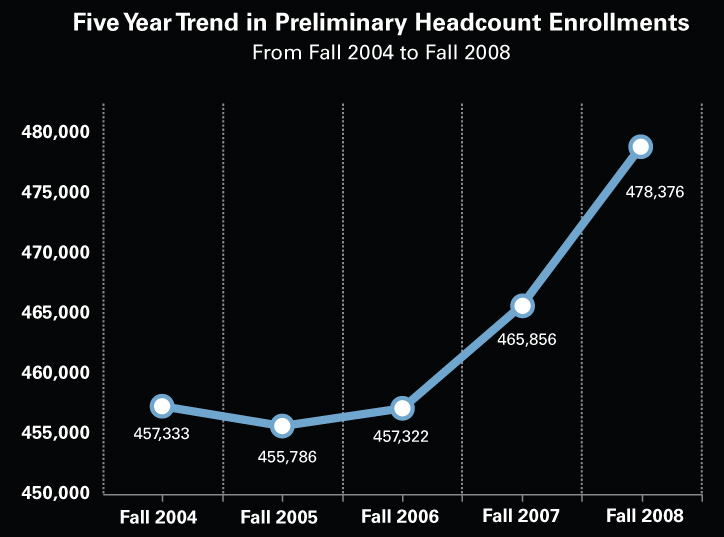 Five Year Trend in Preliminary Headcount Enrollments
From Fall 2004 to Fall 2008
480,000
475,000
470,000
465,000
460,000
455,000
450,000
457,333
455,786
457,322
465,856
478,376
Fall 2004
Fall 2005
Fall 2006
Fall 2007
Fall 2008